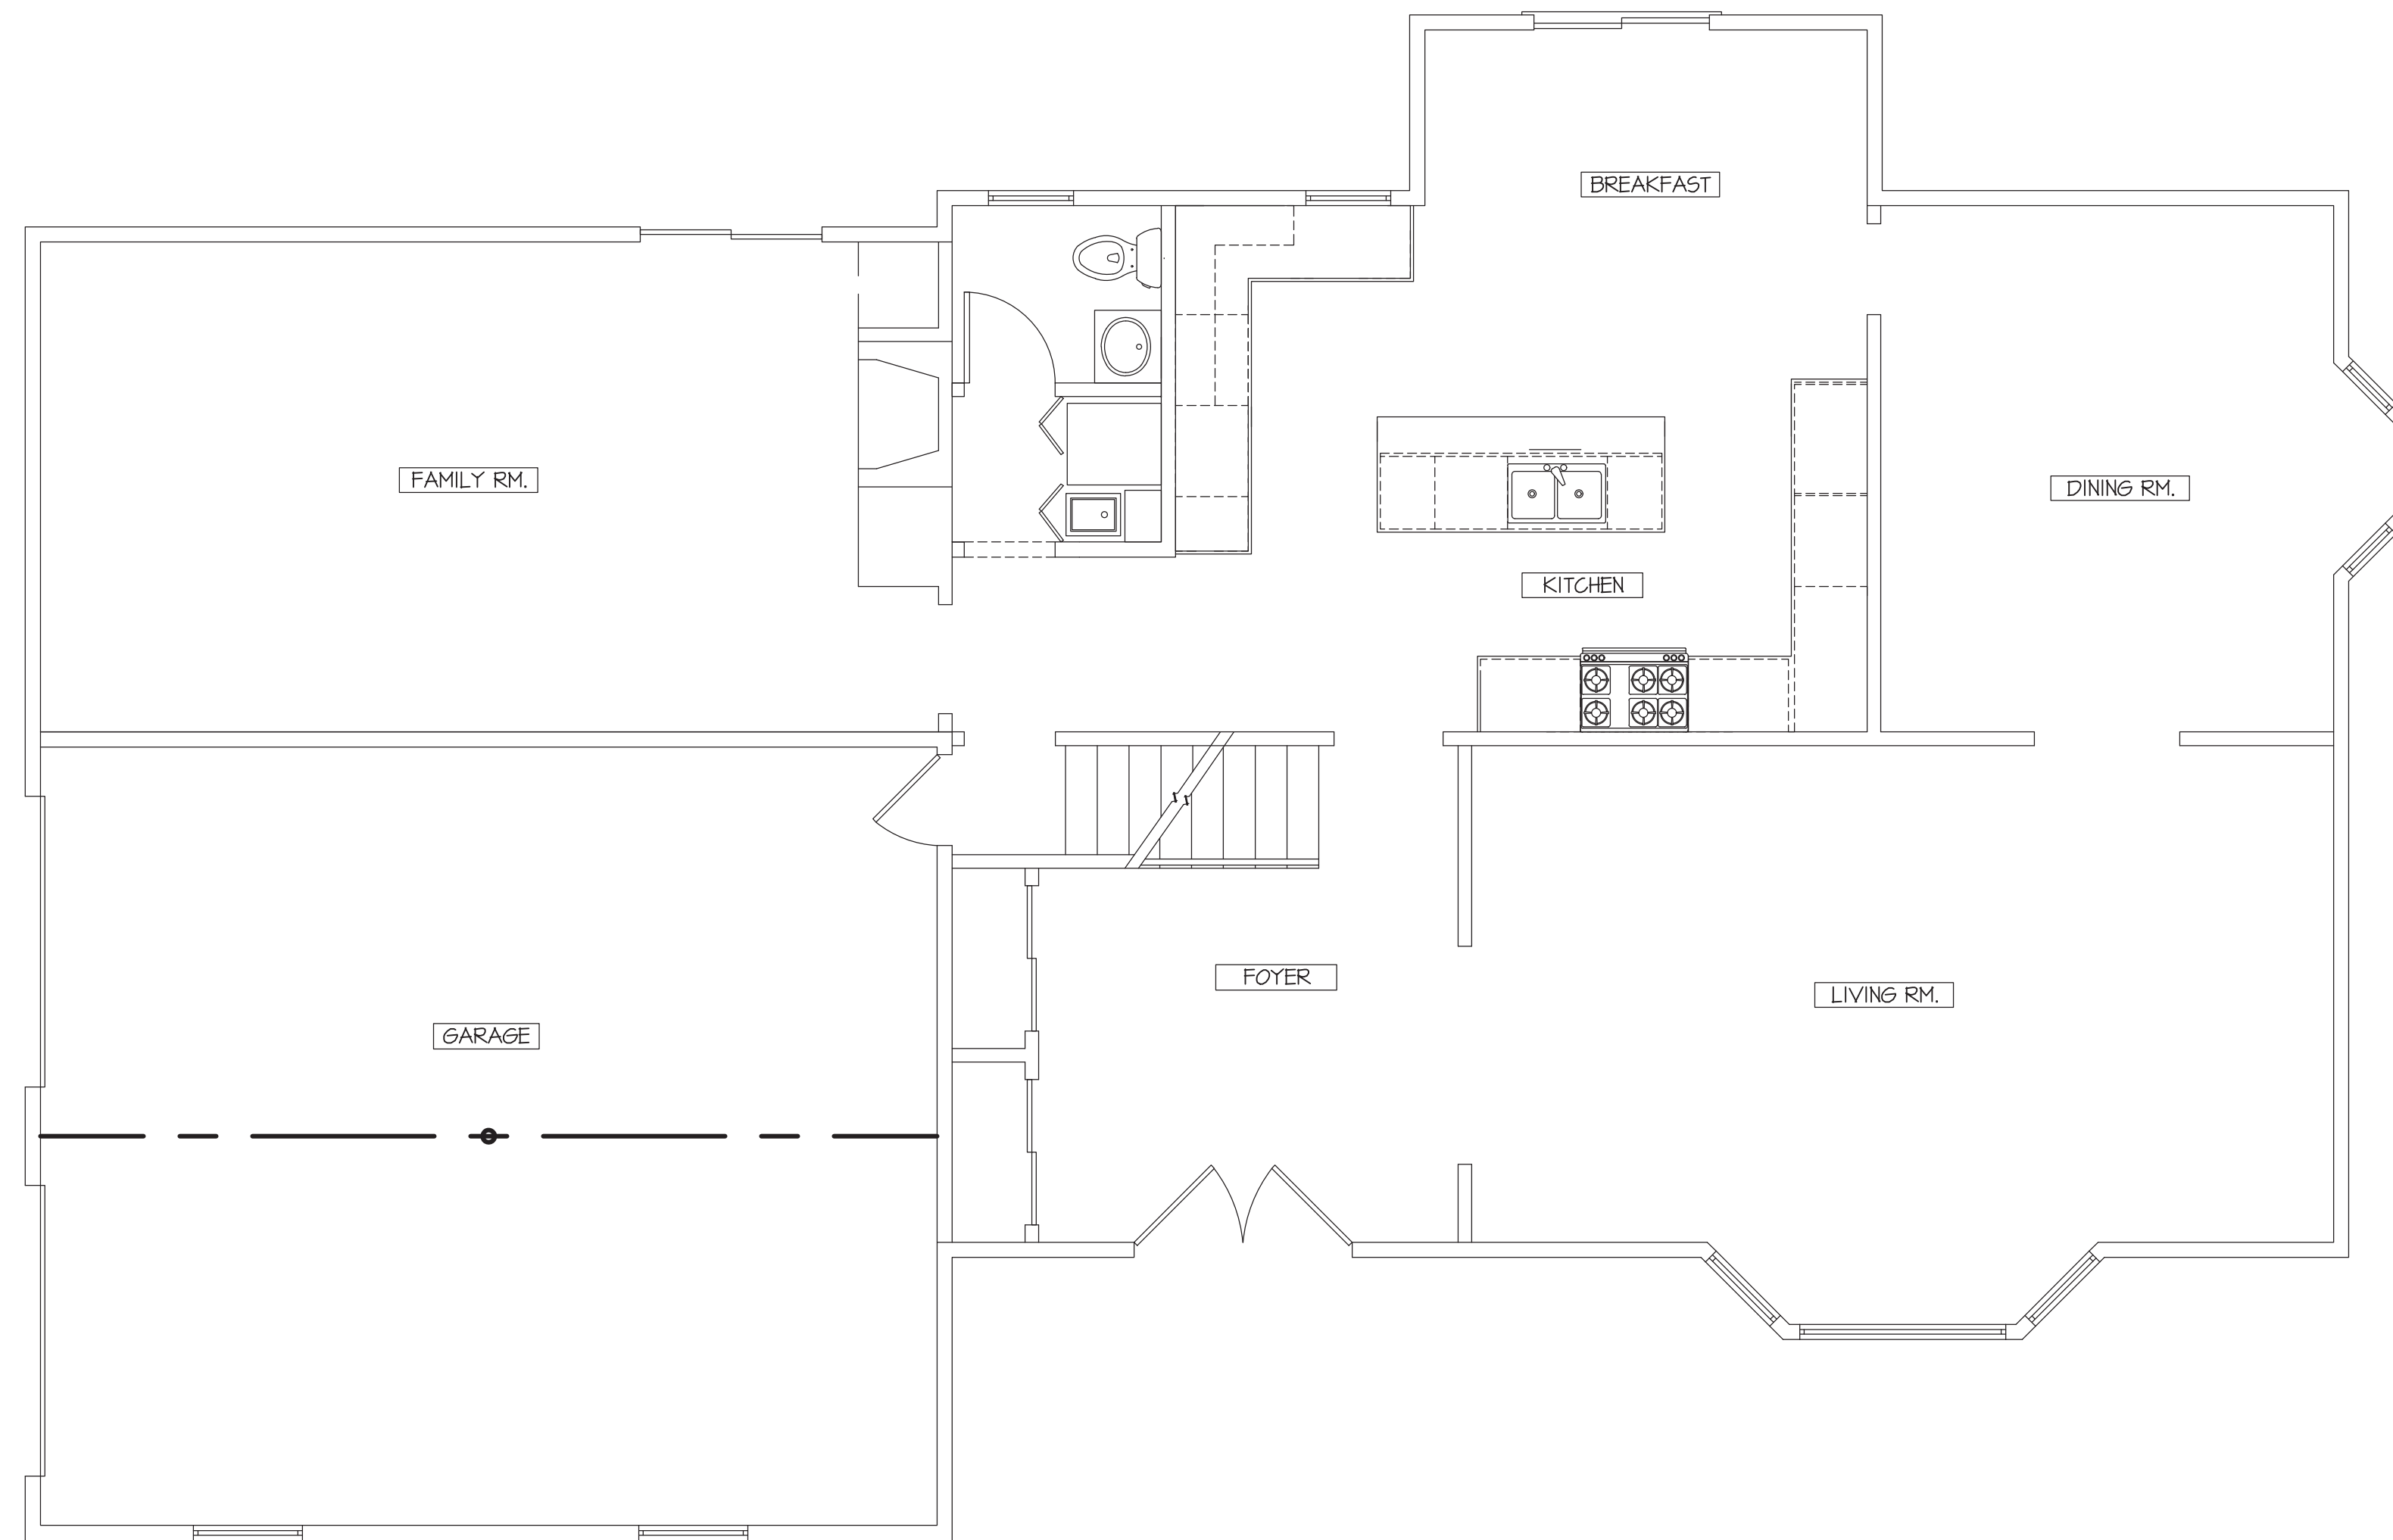 BREAKFAST
FAMILY RM.
DINING RM.
KITCHEN
FOYER
LIVING RM.
GARAGE